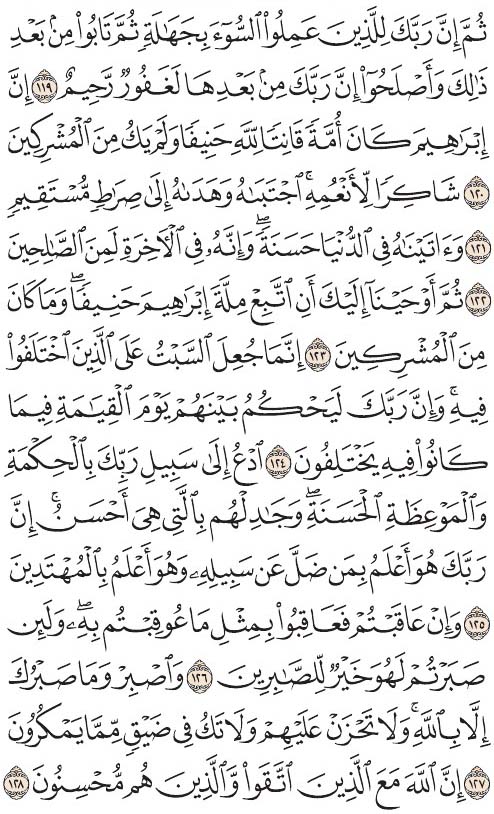 ثُمَّ إِنَّ رَبَّكَ لِلَّذِينَ عَمِلُوا۟ ٱلسُّوٓءَ بِجَهَٰلَةٍ ثُمَّ تَابُوا۟ مِنۢ بَعْدِ
ذَٰلِكَ وَأَصْلَحُوٓا۟ إِنَّ رَبَّكَ مِنۢ بَعْدِهَا لَغَفُورٌ رَّحِيمٌ ١١٩ إِنَّ
إِبْرَٰهِيمَ كَانَ أُمَّةً قَانِتًا لِّلَّهِ حَنِيفًا وَلَمْ يَكُ مِنَ ٱلْمُشْرِكِينَ
١٢٠ شَاكِرًا لِّأَنْعُمِهِۚ ٱجْتَبَىٰهُ وَهَدَىٰهُ إِلَىٰ صِرَٰطٍ مُّسْتَقِيمٍ
١٢١ وَءَاتَيْنَٰهُ فِى ٱلدُّنْيَا حَسَنَةًۖ وَإِنَّهُۥ فِى ٱلْءَاخِرَةِ لَمِنَ ٱلصَّٰلِحِينَ
١٢٢ ثُمَّ أَوْحَيْنَآ إِلَيْكَ أَنِ ٱتَّبِعْ مِلَّةَ إِبْرَٰهِيمَ حَنِيفًاۖ وَمَا كَانَ
مِنَ ٱلْمُشْرِكِينَ ١٢٣ إِنَّمَا جُعِلَ ٱلسَّبْتُ عَلَى ٱلَّذِينَ ٱخْتَلَفُوا۟
فِيهِۚ وَإِنَّ رَبَّكَ لَيَحْكُمُ بَيْنَهُمْ يَوْمَ ٱلْقِيَٰمَةِ فِيمَا
كَانُوا۟ فِيهِ يَخْتَلِفُونَ ١٢٤ ٱدْعُ إِلَىٰ سَبِيلِ رَبِّكَ بِٱلْحِكْمَةِ
وَٱلْمَوْعِظَةِ ٱلْحَسَنَةِۖ وَجَٰدِلْهُم بِٱلَّتِى هِىَ أَحْسَنُۚ إِنَّ
رَبَّكَ هُوَ أَعْلَمُ بِمَن ضَلَّ عَن سَبِيلِهِۦ وَهُوَ أَعْلَمُ بِٱلْمُهْتَدِينَ
١٢٥ وَإِنْ عَاقَبْتُمْ فَعَاقِبُوا۟ بِمِثْلِ مَا عُوقِبْتُم بِهِۦۖ وَلَئِن
صَبَرْتُمْ لَهُوَ خَيْرٌ لِّلصَّٰبِرِينَ ١٢٦ وَٱصْبِرْ وَمَا صَبْرُكَ
إِلَّا بِٱللَّهِۚ وَلَا تَحْزَنْ عَلَيْهِمْ وَلَا تَكُ فِى ضَيْقٍ مِّمَّا يَمْكُرُونَ
١٢٧ إِنَّ ٱللَّهَ مَعَ ٱلَّذِينَ ٱتَّقَوا۟ وَّٱلَّذِينَ هُم مُّحْسِنُونَ ١٢٨